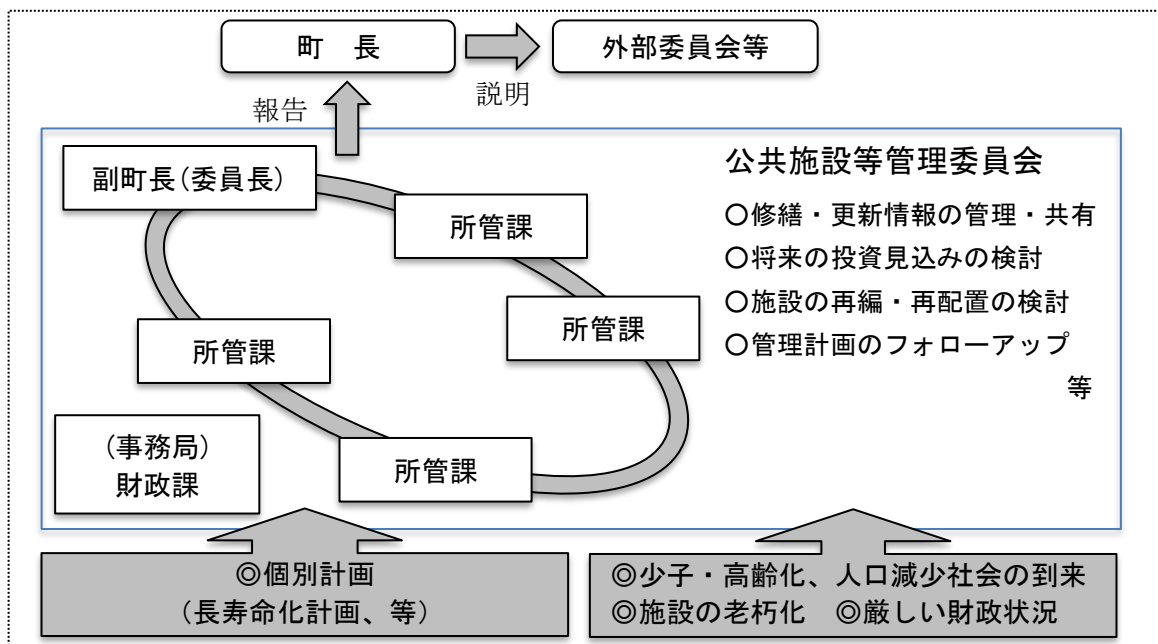 町　長
外部委員会等
報告
説明
副町長(委員長)
所管課
所管課
所管課
所管課
(事務局)
財政課
公共施設等管理委員会
○修繕・更新情報の管理・共有
○将来の投資見込みの検討
○施設の再編・再配置の検討
○管理計画のフォローアップ
等
◎個別計画
(長寿命化計画、等)
◎少子・高齢化、人口減少社会の到来
◎施設の老朽化　◎厳しい財政状況